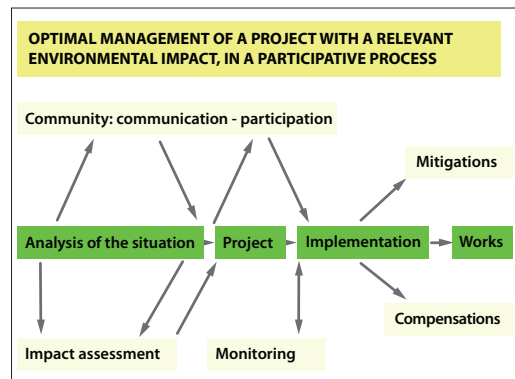 OPTIMAL MANAGEMENT OF A PROJECT WITH A RELEVANT
ENVIRONMENTAL IMPACT, IN A PARTICIPATIVE PROCESS
Community: communication - participation
Mitigations
Analysis of the situation
Project
Implementation
Works
Compensations
Impact assessment
Monitoring